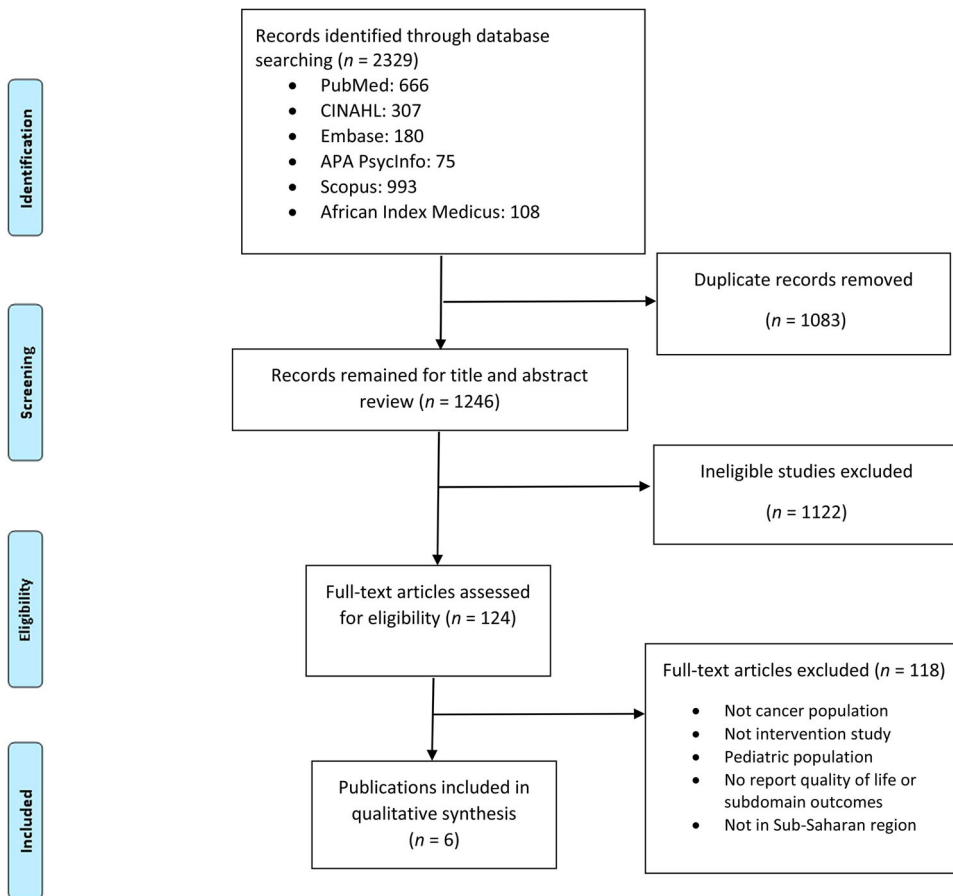 Identification
Records identified through database
searching (n = 2329)
• PubMed: 666
• CINAHL: 307
• Embase: 180
• APA PsycInfo: 75
• Scopus: 993
• African Index Medicus: 108
Duplicate records removed
(n = 1083)
Screening
Records remained for title and abstract
review (n = 1246)
Ineligible studies excluded
(n = 1122)
Eligibility
Full-text articles assessed
for eligibility (n = 124)
Full-text articles excluded (n = 118)
• Not cancer population
• Not intervention study
• Pediatric population
• No report quality of life or
subdomain outcomes
• Not in Sub-Saharan region
Included
Publications included in
qualitative synthesis
(n = 6)